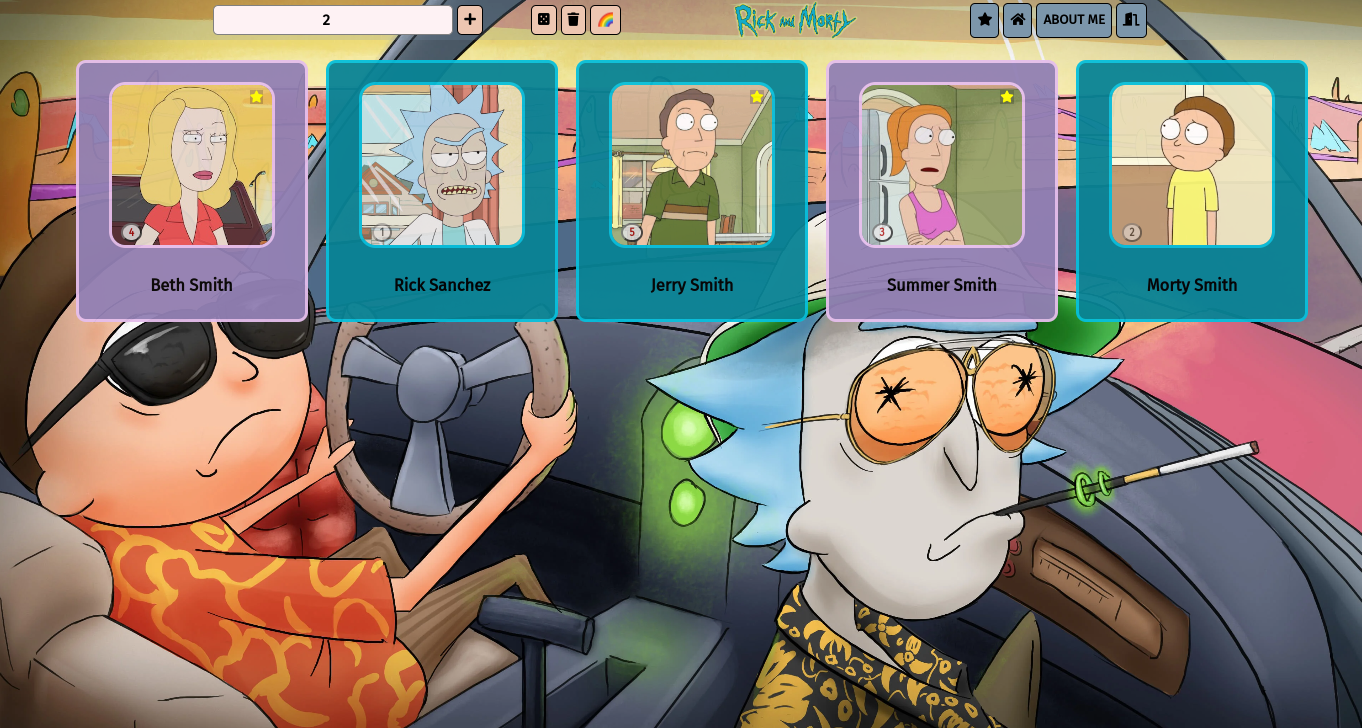 2
Rick and Morty
ABOUT ME
4
1
5
3
2
Beth Smith
Rick Sanchez
Jerry Smith
Summer Smith
Morty Smith